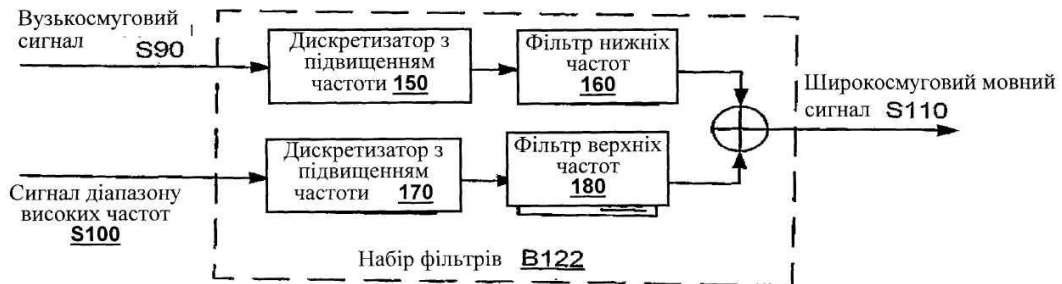 Вузькосмуговий
сигнал S90
Дискретизатор з
підвищенням
частоти 150
Фільтр нижніх
частот
160
Широкосмуговий мовний
сигнал S110
Дискретизатор з
підвищенням
частоти 170
Фільтр верхніх
частот
180
Сигнал діапазону
високих частот
S100
Набір фільтрів B122